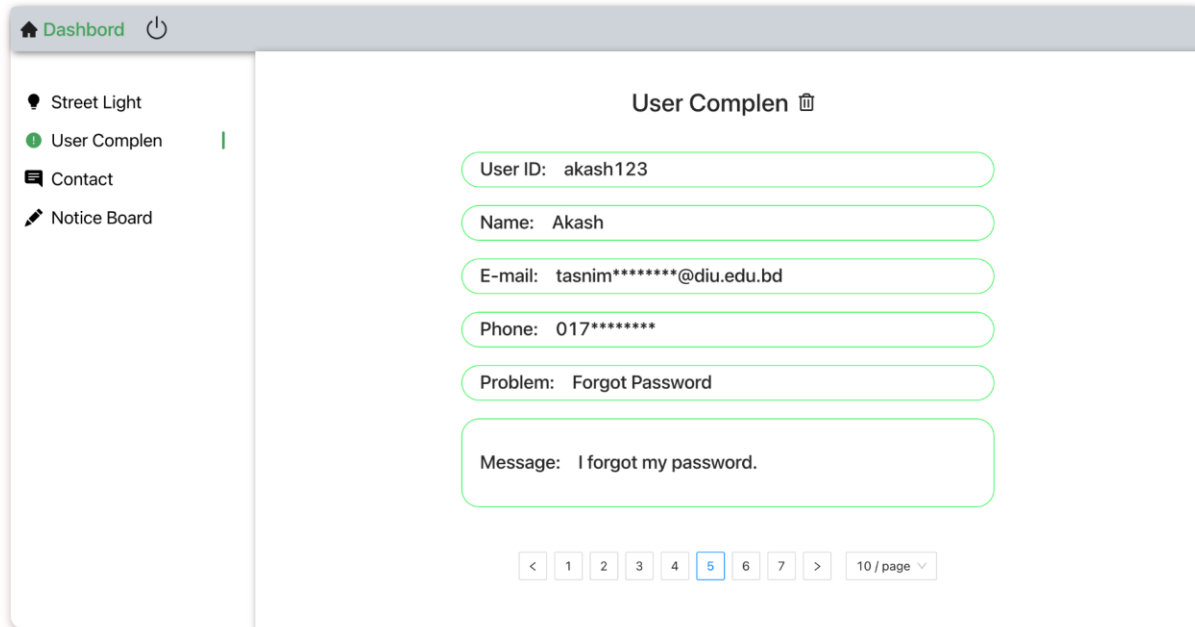 Dashbord
Street Light
User Complen
Contact
Notice Board
User Complen
User ID: akash123
Name: Akash
E-mail: tasnim********@diu.edu.bd
Phone: 017********
Problem: Forgot Password
Message: I forgot my password.
< 1 2 3 4 5 6 7 > 10 / page